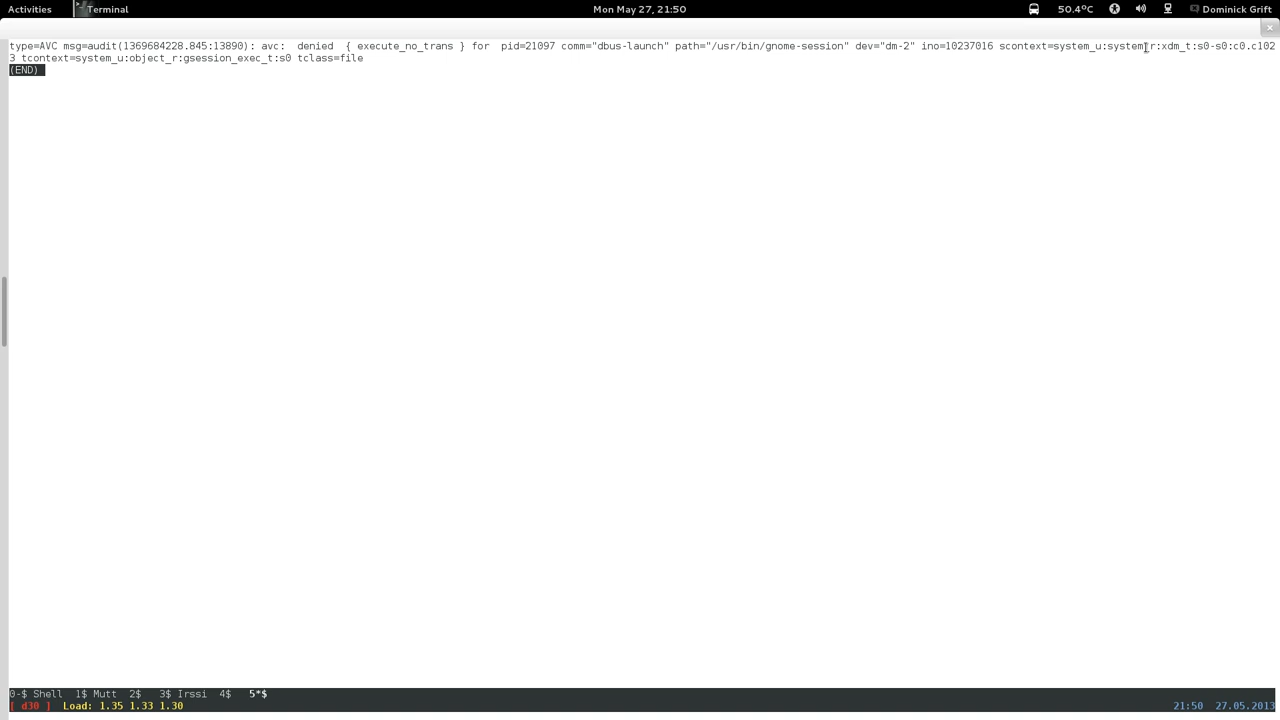 Activities Terminal Mon May 27, 21:50 50.4°C Dominick Grift
type=AVC msg=audit(1369684228.845:13890): avc:  denied  { execute_no_trans } for  pid=21097 comm="dbus-launch" path="/usr/bin/gnome-session" dev="dm-2" ino=10237016 scontext=system_u:system_r:xdm_t:s0-s0:c0.c102
3 tcontext=system_u:object_r:gsession_exec_t:s0 tclass=file
(END)
0-$ Shell  1$ Mutt  2$   3$ Irssi  4$   5*$
[ d30 ]  Load: 1.35 1.33 1.30 21:50  27.05.2013